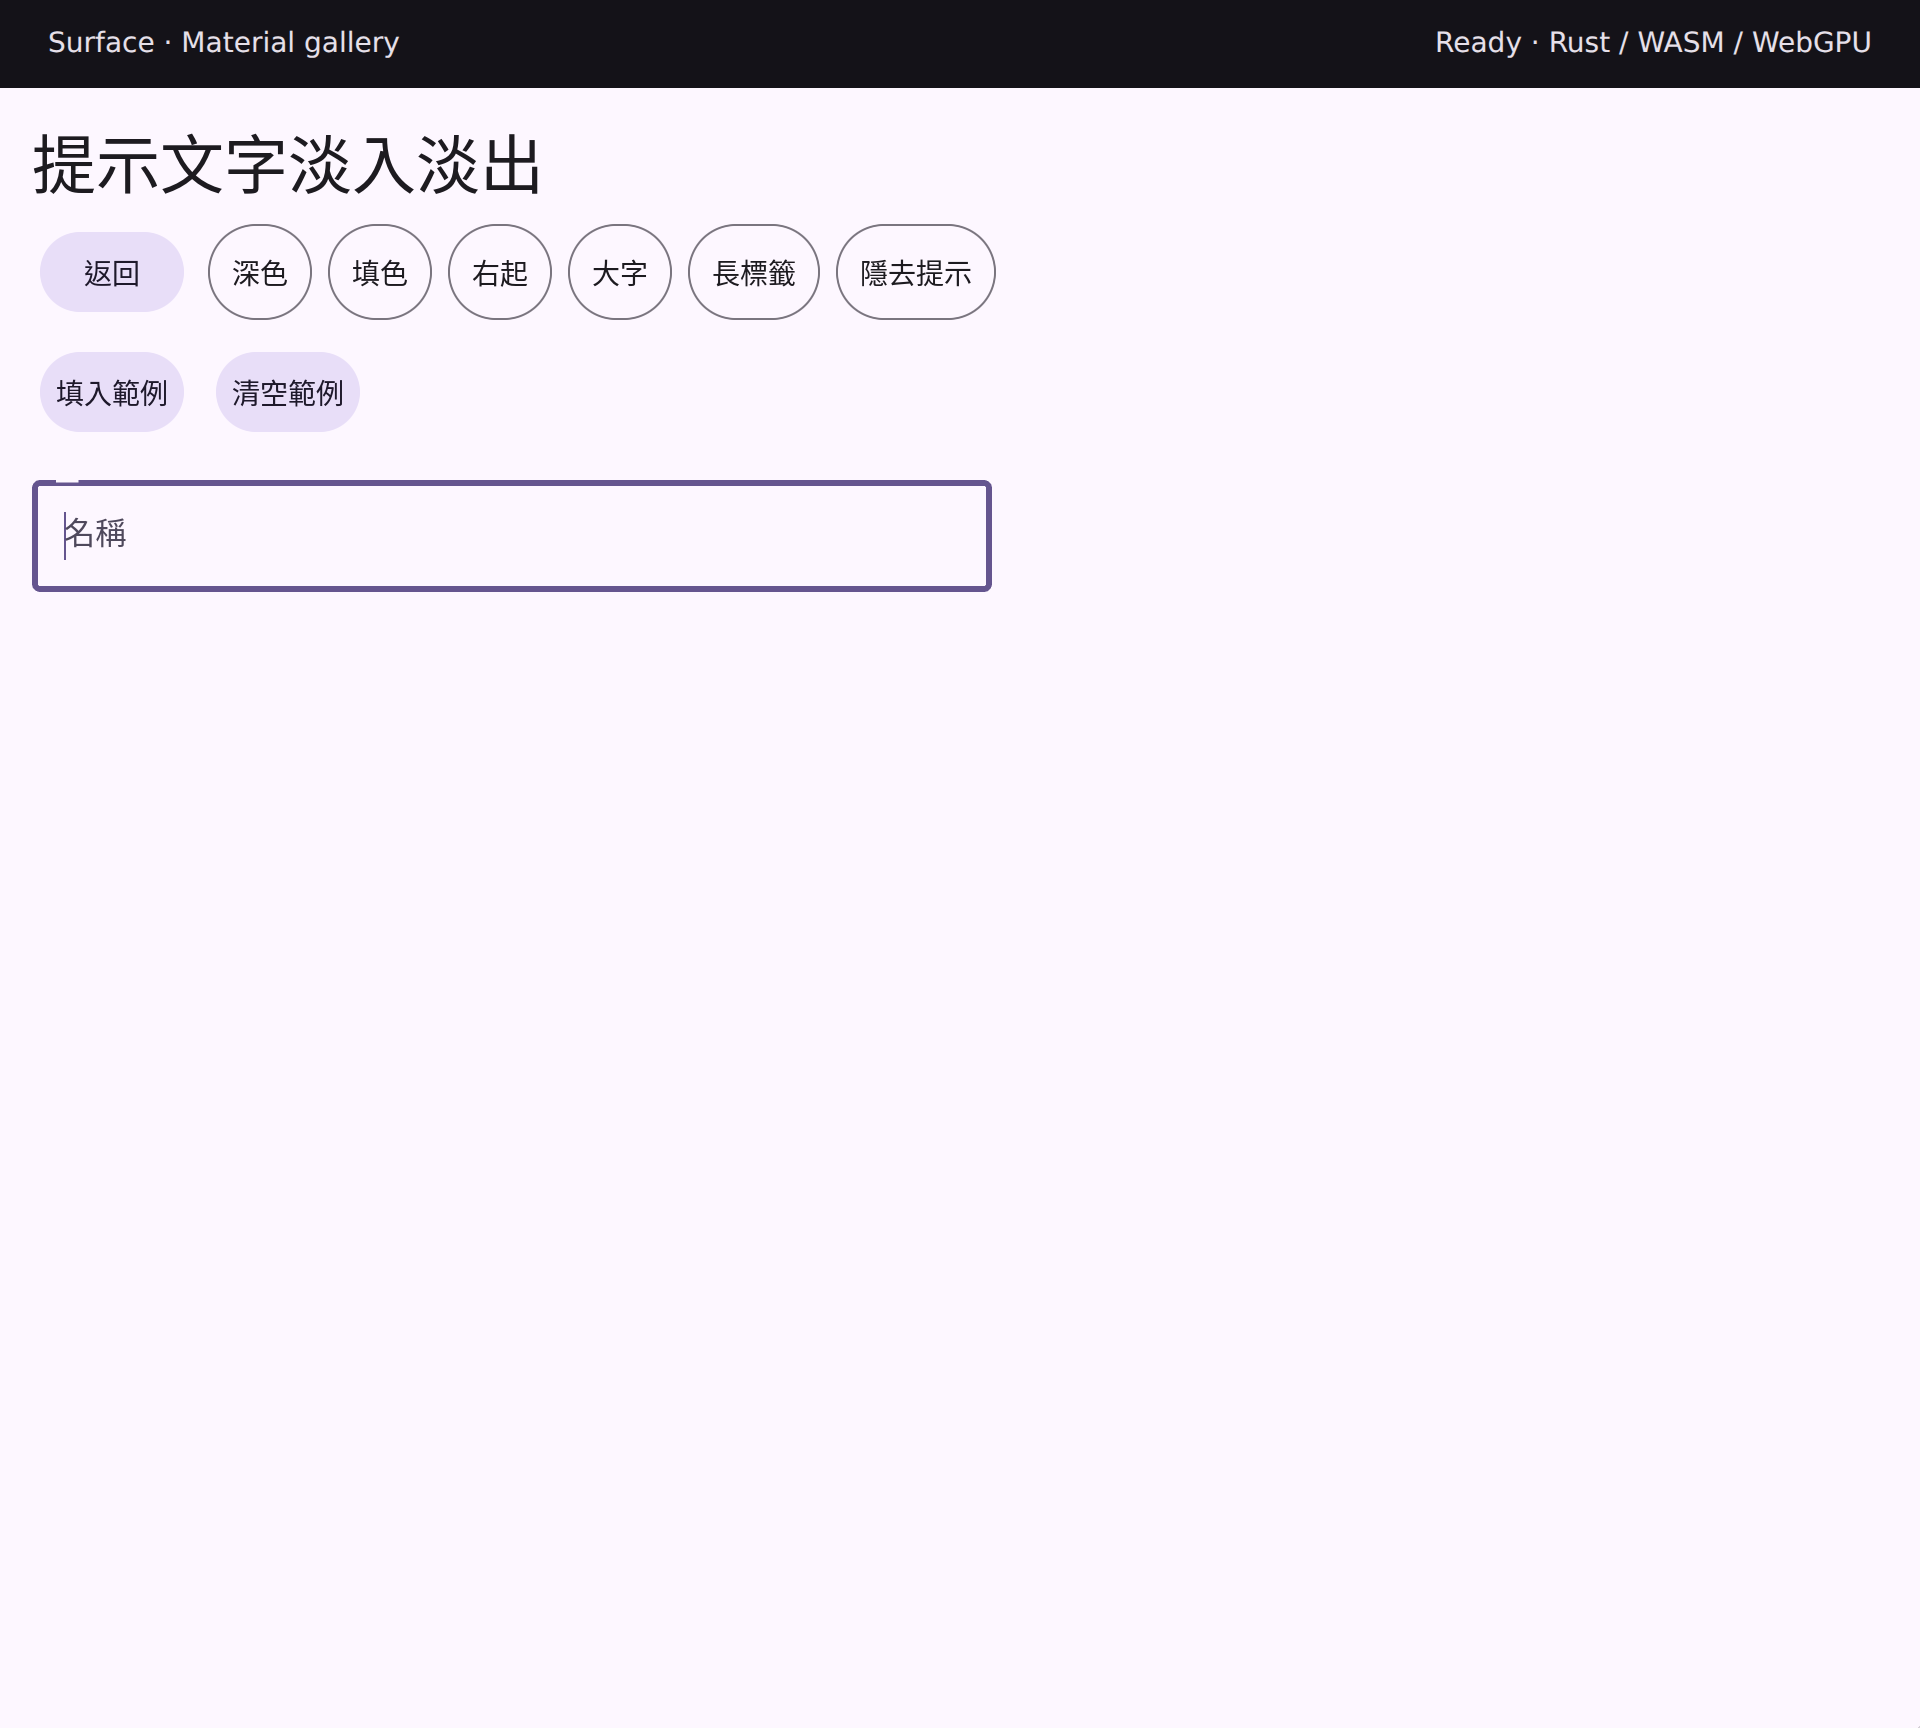 Surface · Material gallery
Ready · Rust / WASM / WebGPU
提示文字淡入淡出
返回 深色 填色 右起 大字 長標籤 隱去提示
填入範例 清空範例
名稱